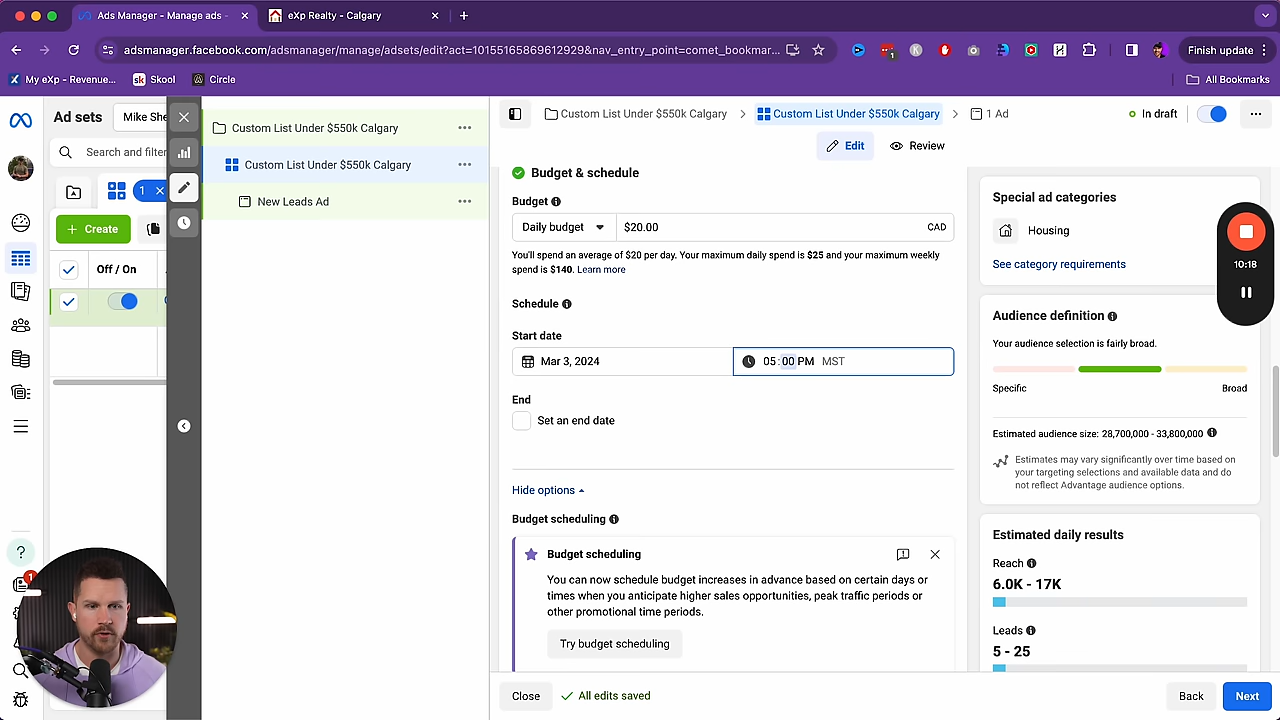 Ads Manager - Manage ads -
eXp Realty - Calgary
adsmanager.facebook.com/adsmanager/manage/adsets/edit?act=10155165869612929&nav_entry_point=comet_bookmar...
Finish update
My eXp - Revenue...
Skool
Circle
All Bookmarks
Ad sets
Mike She
Search and filter
1
Create
Off / On
Custom List Under $550k Calgary
Custom List Under $550k Calgary
New Leads Ad
Custom List Under $550k Calgary
Custom List Under $550k Calgary
1 Ad
In draft
Edit
Review
Budget & schedule
Budget
Daily budget
$20.00
CAD
You'll spend an average of $20 per day. Your maximum daily spend is $25 and your maximum weekly
spend is $140. Learn more
Schedule
Start date
Mar 3, 2024
05:00 PM MST
End
Set an end date
Hide options
Budget scheduling
Budget scheduling
You can now schedule budget increases in advance based on certain days or
times when you anticipate higher sales opportunities, peak traffic periods or
other promotional time periods.
Try budget scheduling
Close
All edits saved
Back
Next
Special ad categories
Housing
See category requirements
Audience definition
Your audience selection is fairly broad.
Specific
Broad
Estimated audience size: 28,700,000 - 33,800,000
Estimates may vary significantly over time based on
your targeting selections and available data and do
not reflect Advantage audience options.
Estimated daily results
Reach
6.0K - 17K
Leads
5 - 25
10:18
1
1